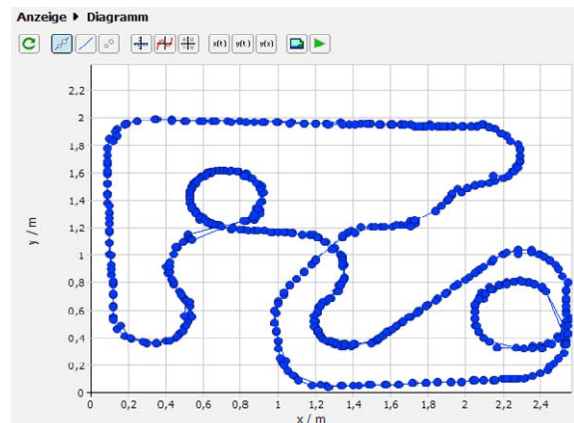 Anzeige ▸ Diagramm
x(t) y(t) y(x)
y / m
2,2
2
1,8
1,6
1,4
1,2
1
0,8
0,6
0,4
0,2
0
0 0,2 0,4 0,6 0,8 1 1,2 1,4 1,6 1,8 2 2,2 2,4
x / m